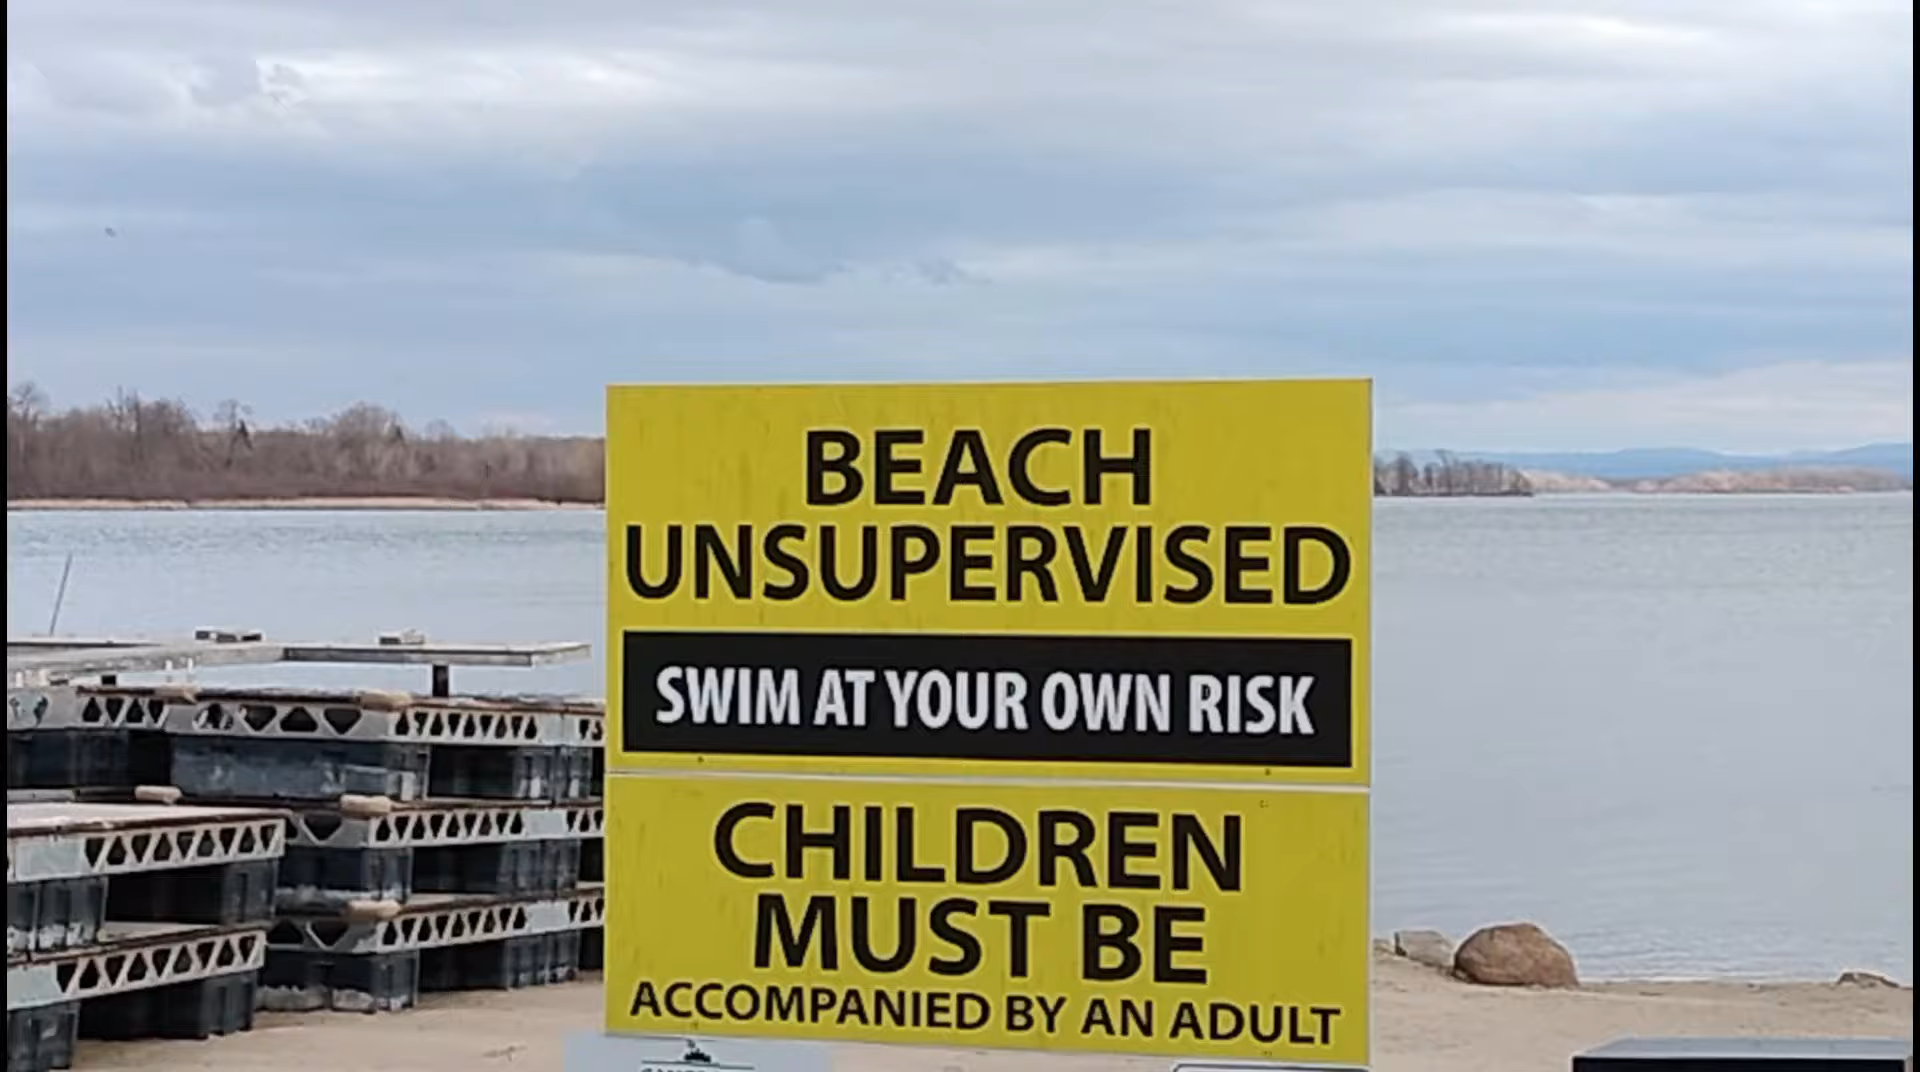 BEACH
UNSUPERVISED
SWIM AT YOUR OWN RISK
CHILDREN
MUST BE
ACCOMPANIED BY AN ADULT